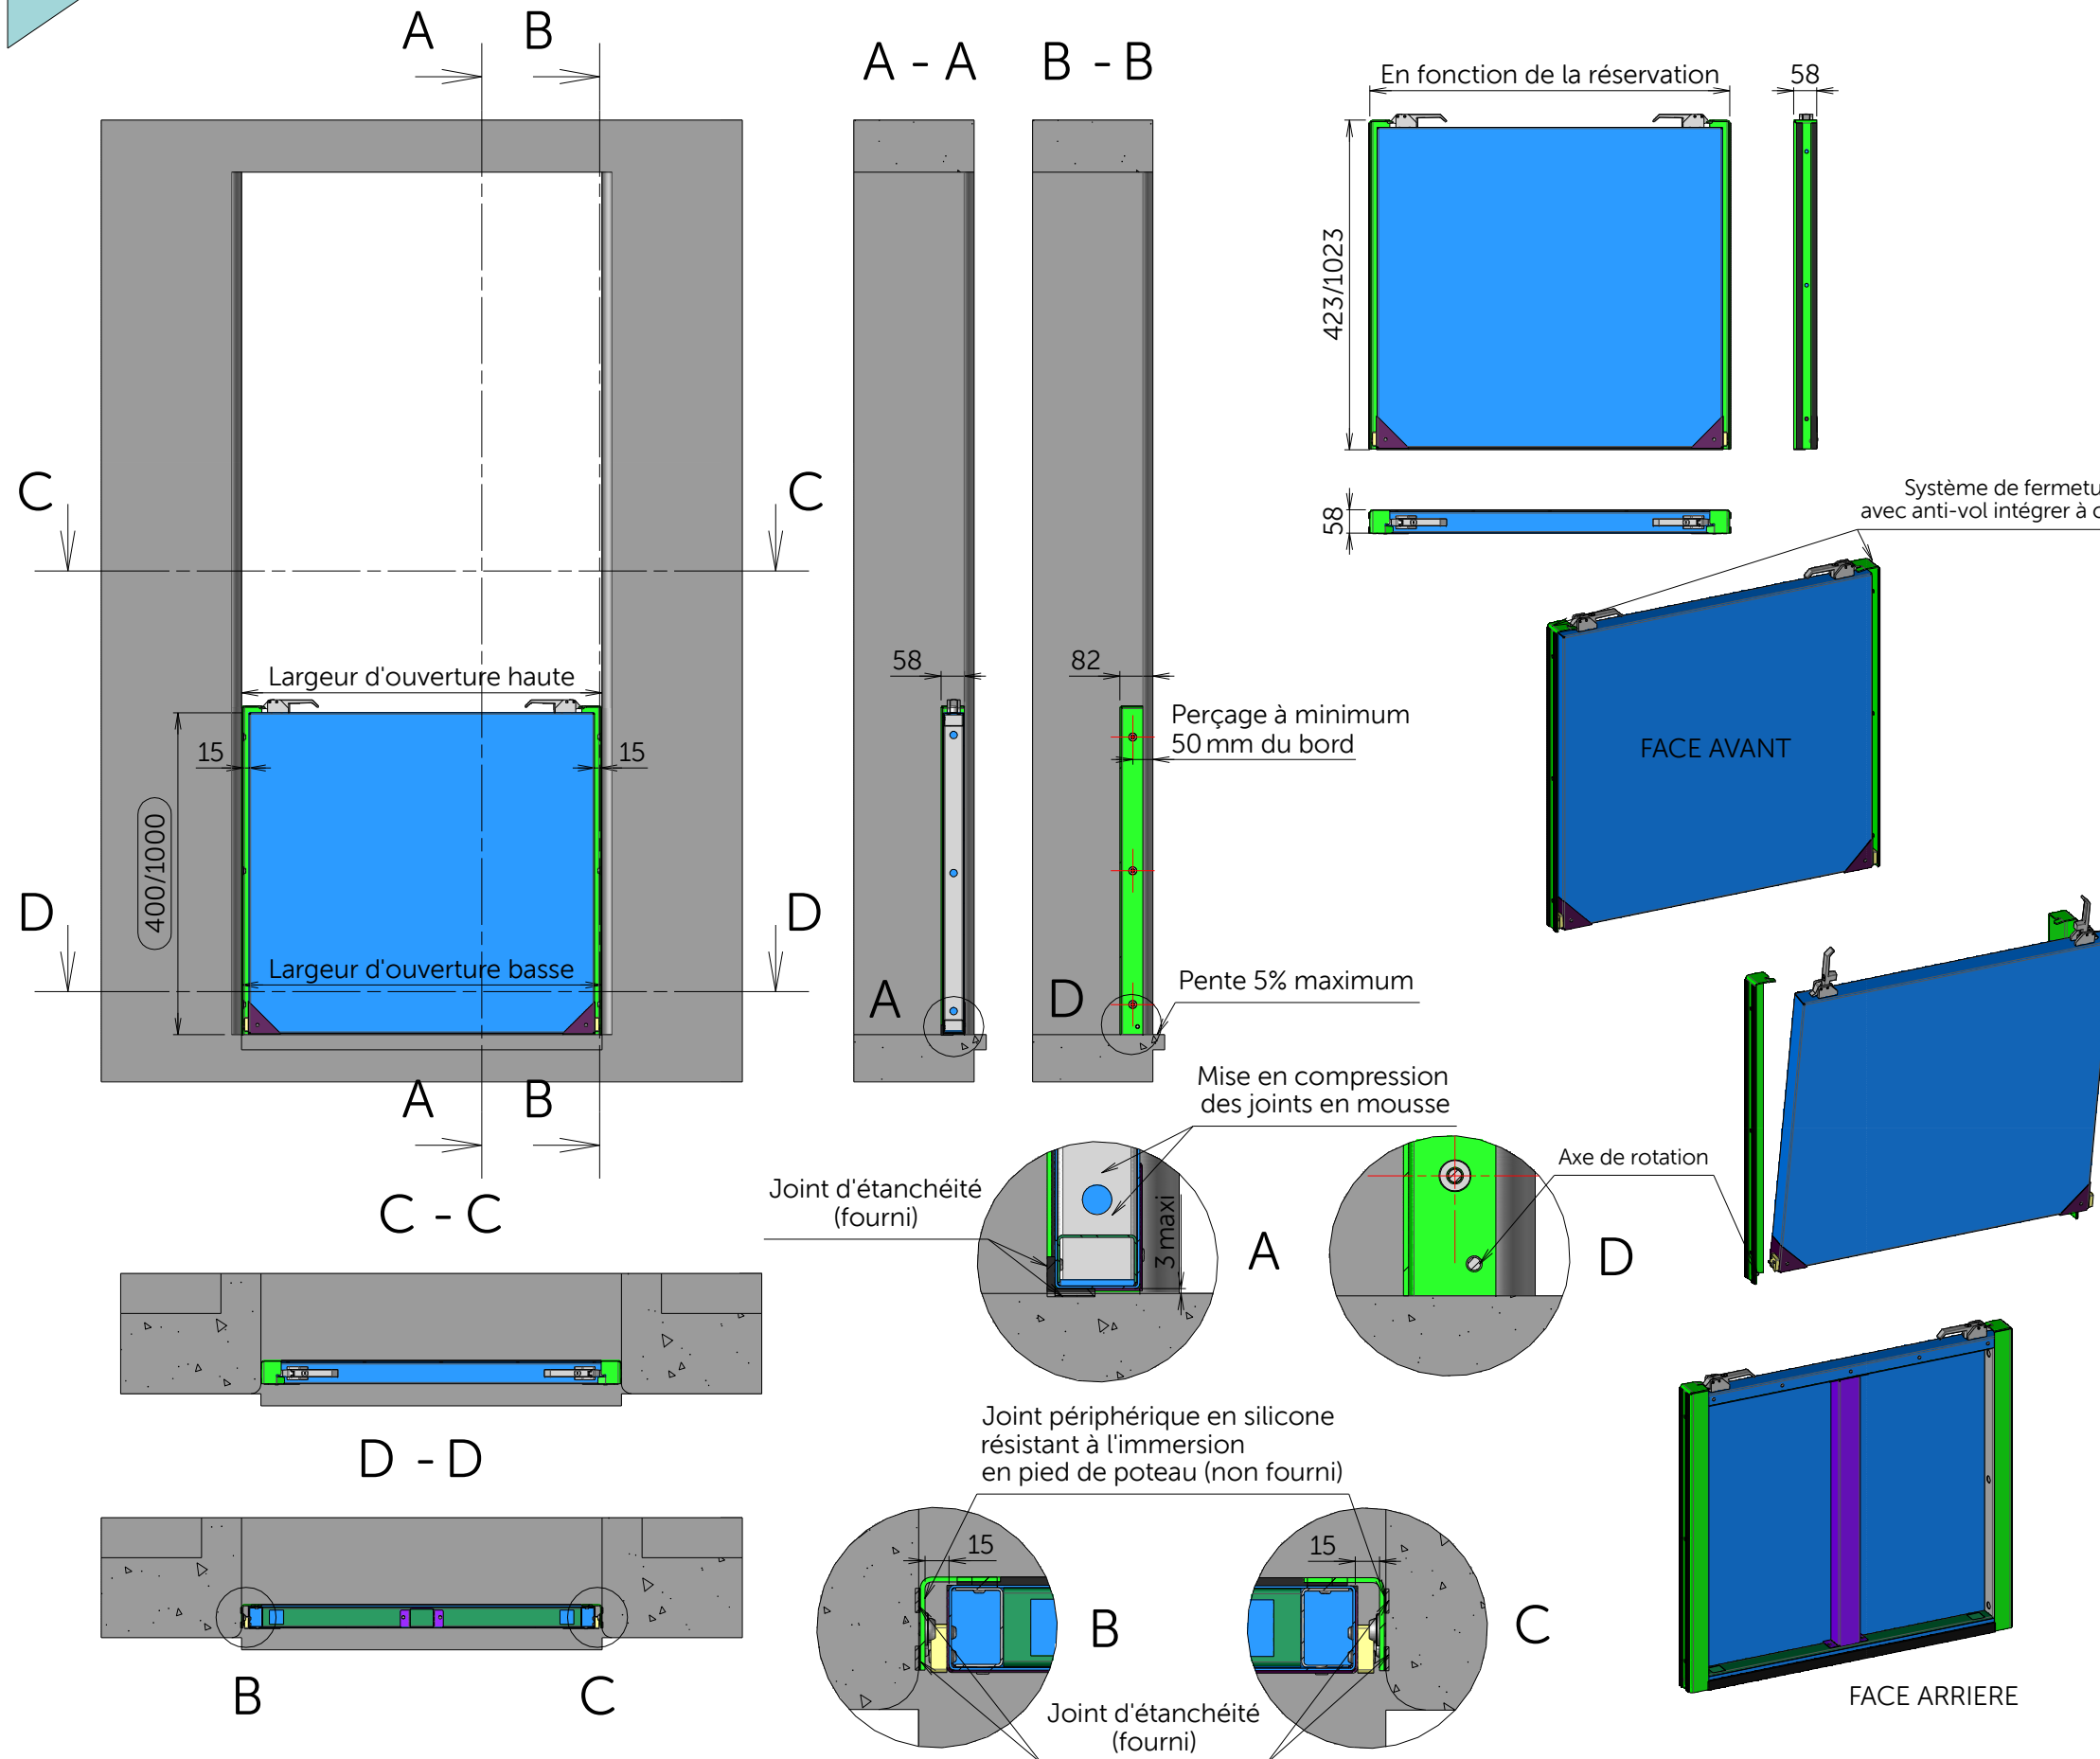 A B
A - A B - B
En fonction de la réservation
58
423/1023
C C
58
Système de
avec anti-vol intégrer à
Largeur d'ouverture haute
58
82
15 15
Perçage à minimum
50 mm du bord
FACE AVANT
400/1000
D D
Largeur d'ouverture basse
A D
Pente 5% maximum
A B
Mise en compression
des joints en mousse
Joint d'étanchéité
(fourni)
3 maxi
A
Axe de rotation
D
C - C
Joint périphérique en silicone
résistant à l'immersion
en pied de poteau (non fourni)
D - D
15
15
B
C
B C
Joint d'étanchéité
(fourni)
FACE ARRIERE